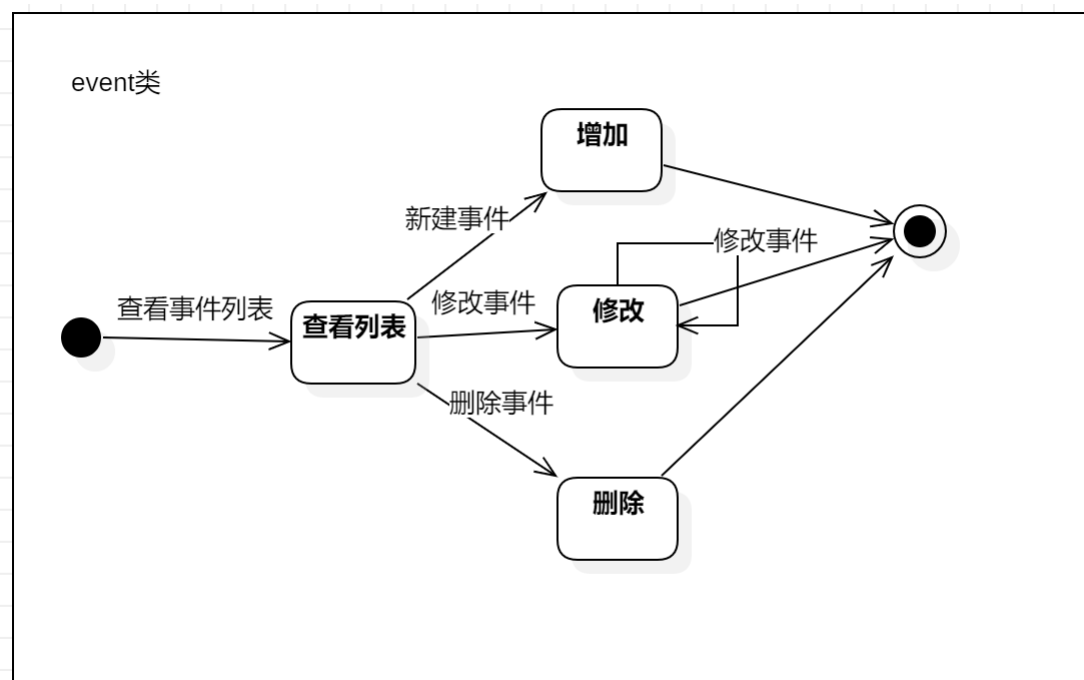 event类
增加
新建事件
修改事件
查看事件列表
查看列表
修改事件
修改
删除事件
删除